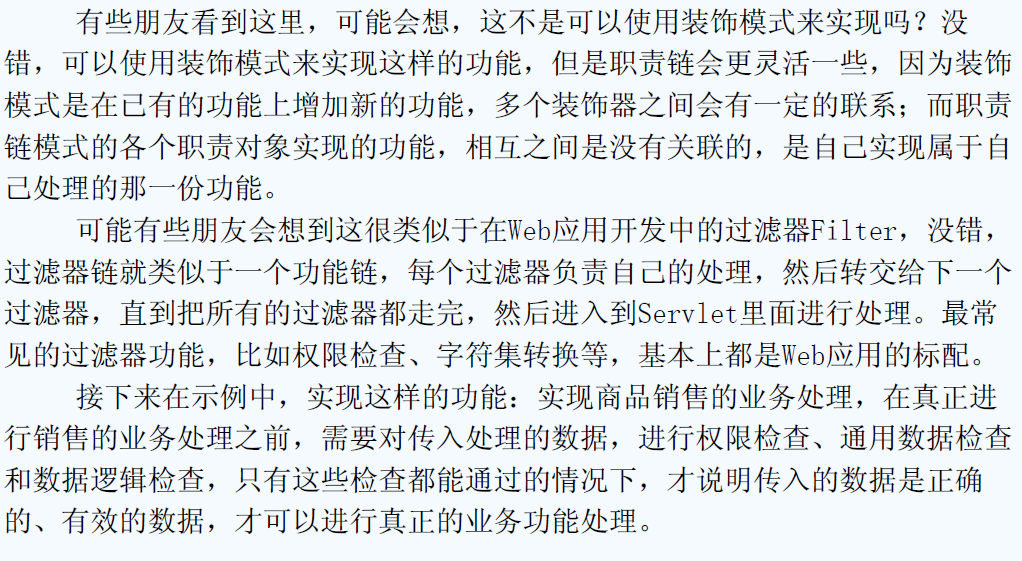 有些朋友看到这里，可能会想，这不是可以使用装饰模式来实现吗？没
错，可以使用装饰模式来实现这样的功能，但是职责链会更灵活一些，因为装饰
模式是在已有的功能上增加新的功能，多个装饰器之间会有一定的联系；而职责
链模式的各个职责对象实现的功能，相互之间是没有关联的，是自己实现属于自
己处理的那一份功能。
可能有些朋友会想到这很类似于在Web应用开发中的过滤器Filter，没错，
过滤器链就类似于一个功能链，每个过滤器负责自己的处理，然后转交给下一个
过滤器，直到把所有的过滤器都走完，然后进入到Servlet里面进行处理。最常
见的过滤器功能，比如权限检查、字符集转换等，基本上都是Web应用的标配。
接下来在示例中，实现这样的功能：实现商品销售的业务处理，在真正进
行销售的业务处理之前，需要对传入处理的数据，进行权限检查、通用数据检查
和数据逻辑检查，只有这些检查都能通过的情况下，才说明传入的数据是正确
的、有效的数据，才可以进行真正的业务功能处理。